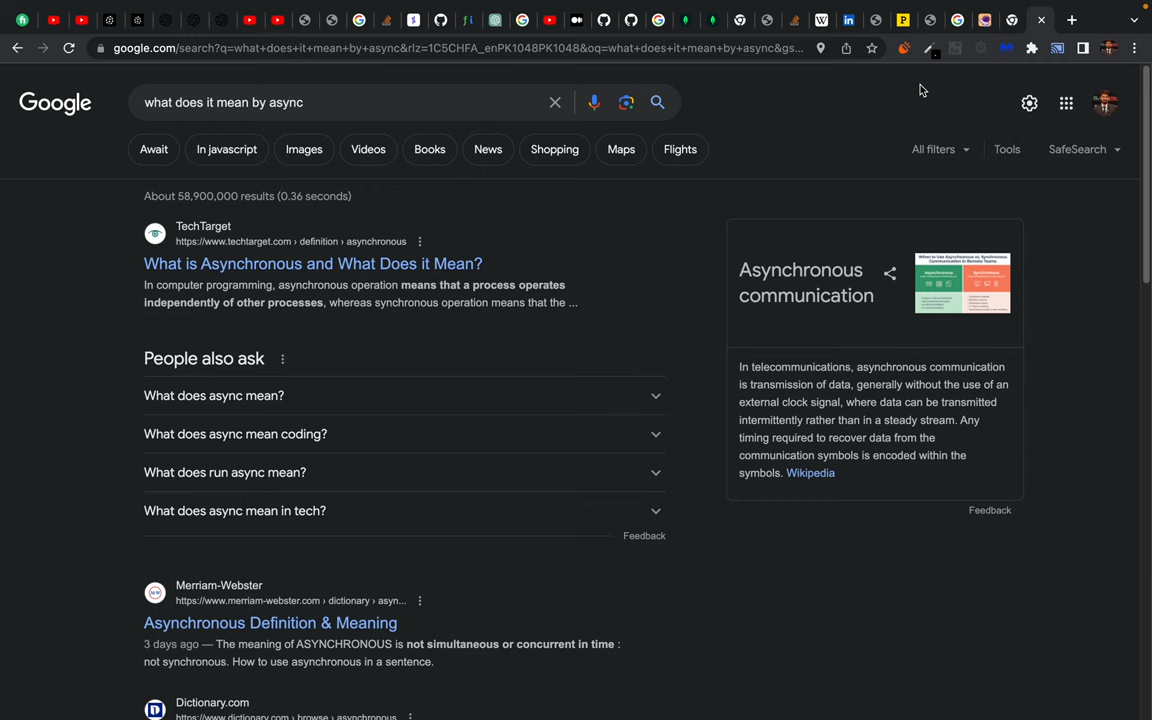 google.com/search?q=what+does+it+mean+by+async&rlz=1C5CHFA_enPK1048PK1048&oq=what+does+it+mean+by+async&gs...
Google
what does it mean by async
Await
In javascript
Images
Videos
Books
News
Shopping
Maps
Flights
All filters
Tools
SafeSearch
About 58,900,000 results (0.36 seconds)
TechTarget
https://www.techtarget.com › definition › asynchronous
What is Asynchronous and What Does it Mean?
In computer programming, asynchronous operation means that a process operates
independently of other processes, whereas synchronous operation means that the ...
People also ask
What does async mean?
What does async mean coding?
What does run async mean?
What does async mean in tech?
Feedback
Merriam-Webster
https://www.merriam-webster.com › dictionary › asyn...
Asynchronous Definition & Meaning
3 days ago — The meaning of ASYNCHRONOUS is not simultaneous or concurrent in time :
not synchronous. How to use asynchronous in a sentence.
Dictionary.com
https://www.dictionary.com › browse › asynchronous
Asynchronous
communication
In telecommunications, asynchronous communication
is transmission of data, generally without the use of an
external clock signal, where data can be transmitted
intermittently rather than in a steady stream. Any
timing required to recover data from the
communication symbols is encoded within the
symbols. Wikipedia
Feedback